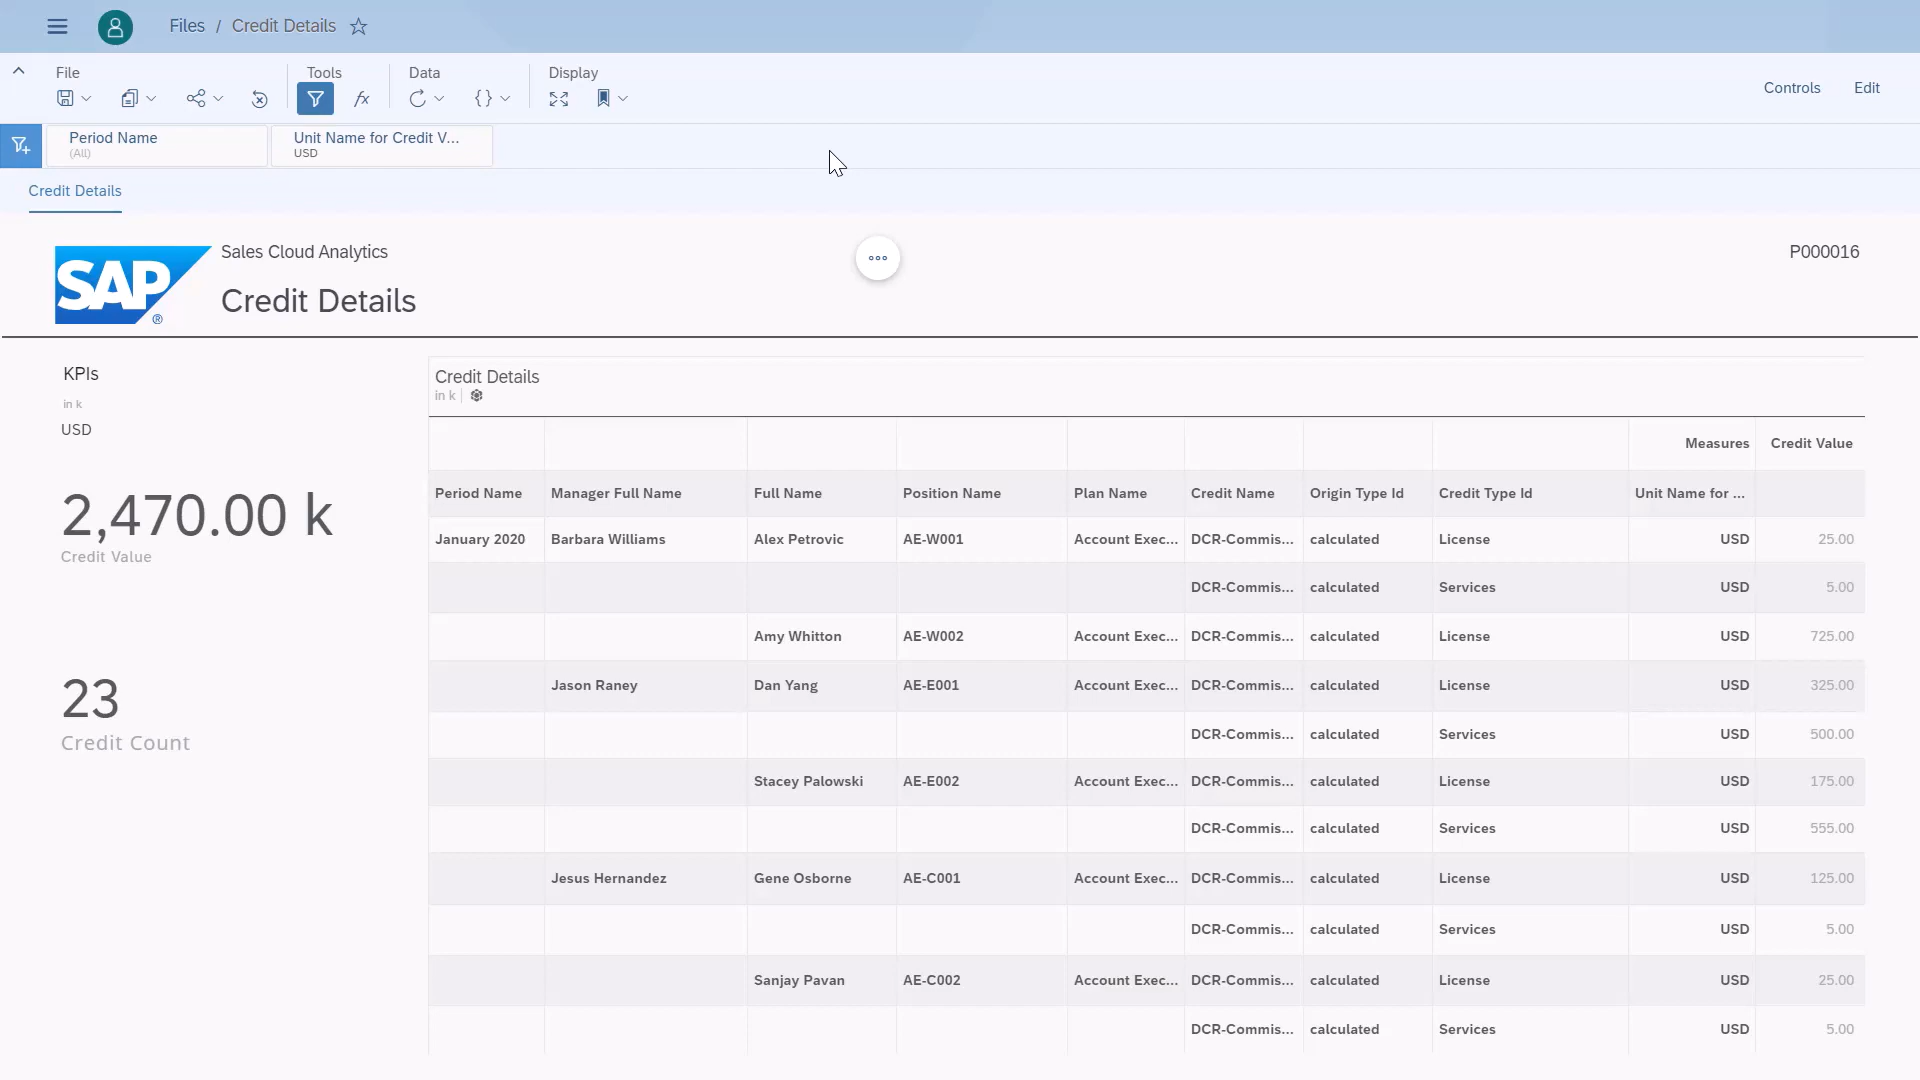 Files / Credit Details
File
Tools
Data
Display
Controls
Edit
Period Name
(All)
Unit Name for Credit V...
USD
Credit Details
SAP ®
Sales Cloud Analytics
Credit Details
P000016
KPIs
in k
USD
2,470.00 k
Credit Value
23
Credit Count
Credit Details
in k
Measures Credit Value
Period Name Manager Full Name Full Name Position Name Plan Name Credit Name Origin Type Id Credit Type Id Unit Name for ...
January 2020 Barbara Williams Alex Petrovic AE-W001 Account Exec... DCR-Commis... calculated License USD 25.00
DCR-Commis... calculated Services USD 5.00
Amy Whitton AE-W002 Account Exec... DCR-Commis... calculated License USD 725.00
Jason Raney Dan Yang AE-E001 Account Exec... DCR-Commis... calculated License USD 325.00
DCR-Commis... calculated Services USD 500.00
Stacey Palowski AE-E002 Account Exec... DCR-Commis... calculated License USD 175.00
DCR-Commis... calculated Services USD 555.00
Jesus Hernandez Gene Osborne AE-C001 Account Exec... DCR-Commis... calculated License USD 125.00
DCR-Commis... calculated Services USD 5.00
Sanjay Pavan AE-C002 Account Exec... DCR-Commis... calculated License USD 25.00
DCR-Commis... calculated Services USD 5.00